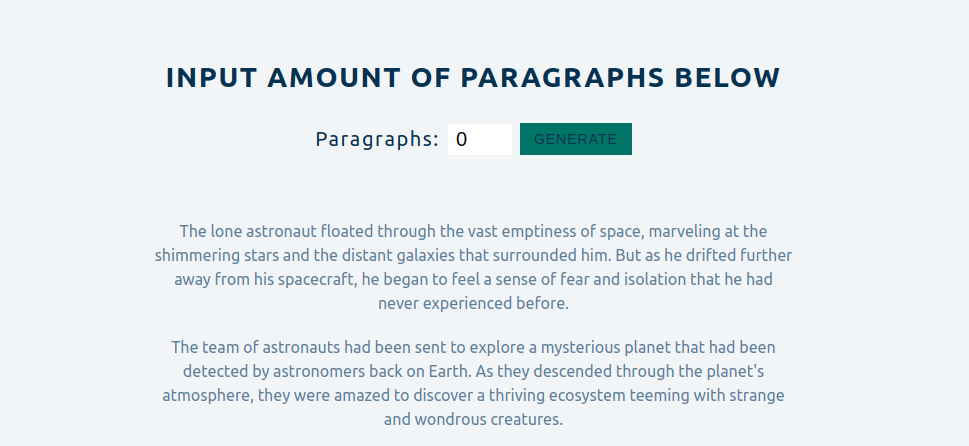 INPUT AMOUNT OF PARAGRAPHS BELOW
Paragraphs: 0 GENERATE
The lone astronaut floated through the vast emptiness of space, marveling at the
shimmering stars and the distant galaxies that surrounded him. But as he drifted further
away from his spacecraft, he began to feel a sense of fear and isolation that he had
never experienced before.
The team of astronauts had been sent to explore a mysterious planet that had been
detected by astronomers back on Earth. As they descended through the planet's
atmosphere, they were amazed to discover a thriving ecosystem teeming with strange
and wondrous creatures.